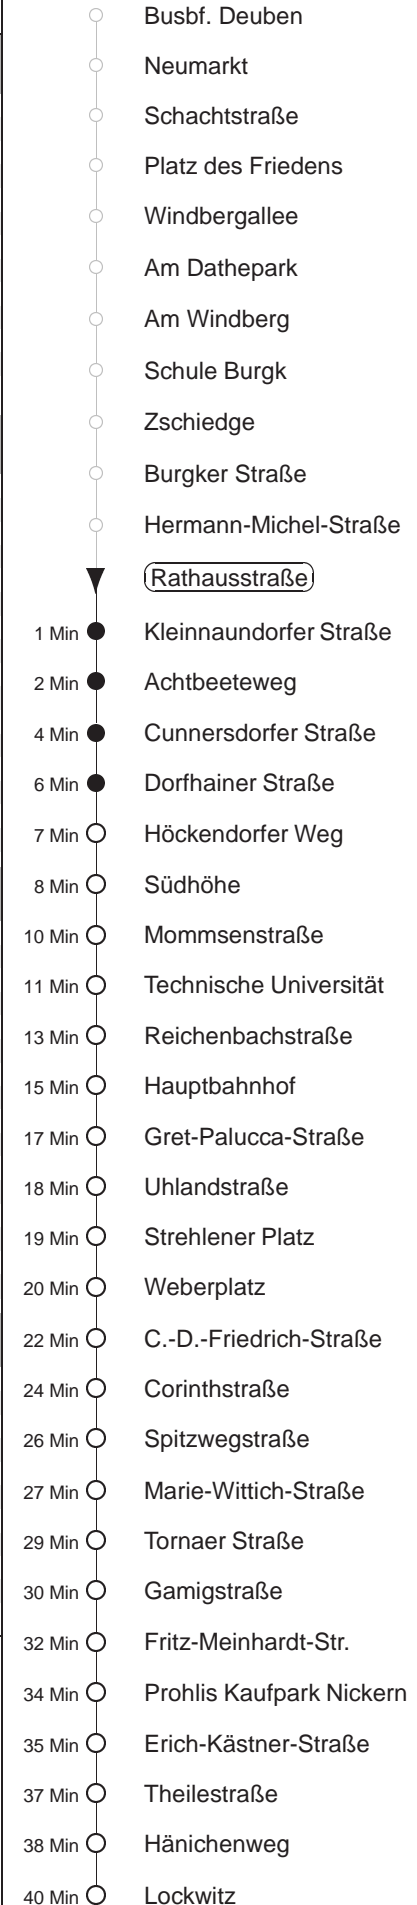 Busbf. Deuben
Neumarkt
Schachtstraße
Platz des Friedens
Windbergallee
Am Dathepark
Am Windberg
Schule Burgk
Zschiedge
Burgker Straße
Hermann-Michel-Straße
Rathausstraße
1 Min Kleinnaundorfer Straße
2 Min Achtbeeteweg
4 Min Cunnersdorfer Straße
6 Min Dorfhainer Straße
7 Min Höckendorfer Weg
8 Min Südhöhe
10 Min Mommsenstraße
11 Min Technische Universität
13 Min Reichenbachstraße
15 Min Hauptbahnhof
17 Min Gret-Palucca-Straße
18 Min Uhlandstraße
19 Min Strehlener Platz
20 Min Weberplatz
22 Min C.-D.-Friedrich-Straße
24 Min Corinthstraße
26 Min Spitzwegstraße
27 Min Marie-Wittich-Straße
29 Min Tornaer Straße
30 Min Gamigstraße
32 Min Fritz-Meinhardt-Str.
34 Min Prohlis Kaufpark Nickern
35 Min Erich-Kästner-Straße
37 Min Theilestraße
38 Min Hänichenweg
40 Min Lockwitz